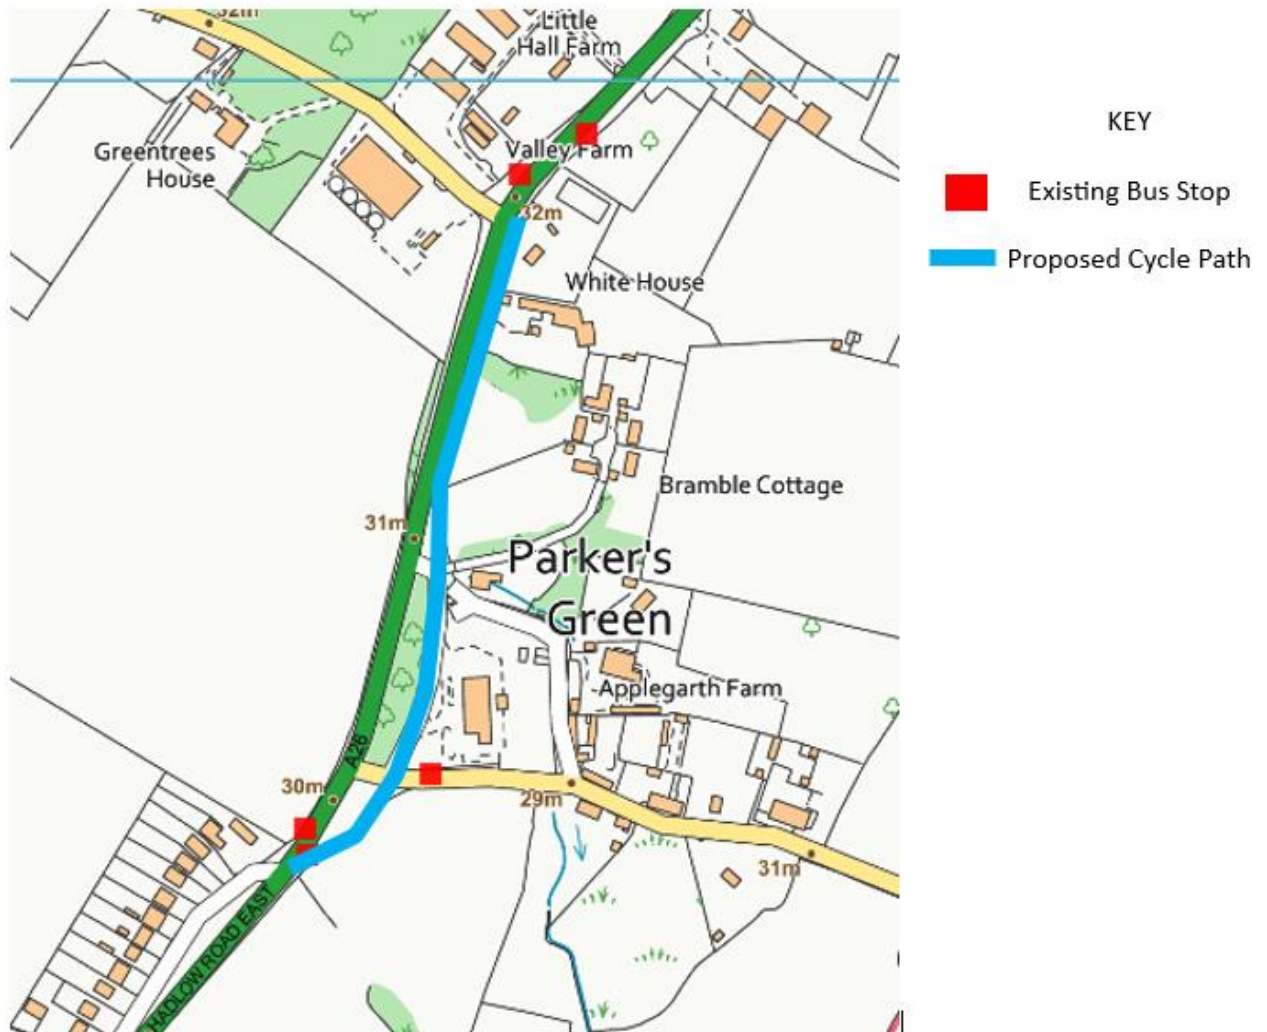 32m
Little
Hall Farm
KEY
Greentrees
House
Valley Farm
Existing Bus Stop
32m
Proposed Cycle Path
White House
Bramble Cottage
31m
Parker's
Green
Applegarth Farm
A26
30m
29m
31m
HADLOW ROAD EAST